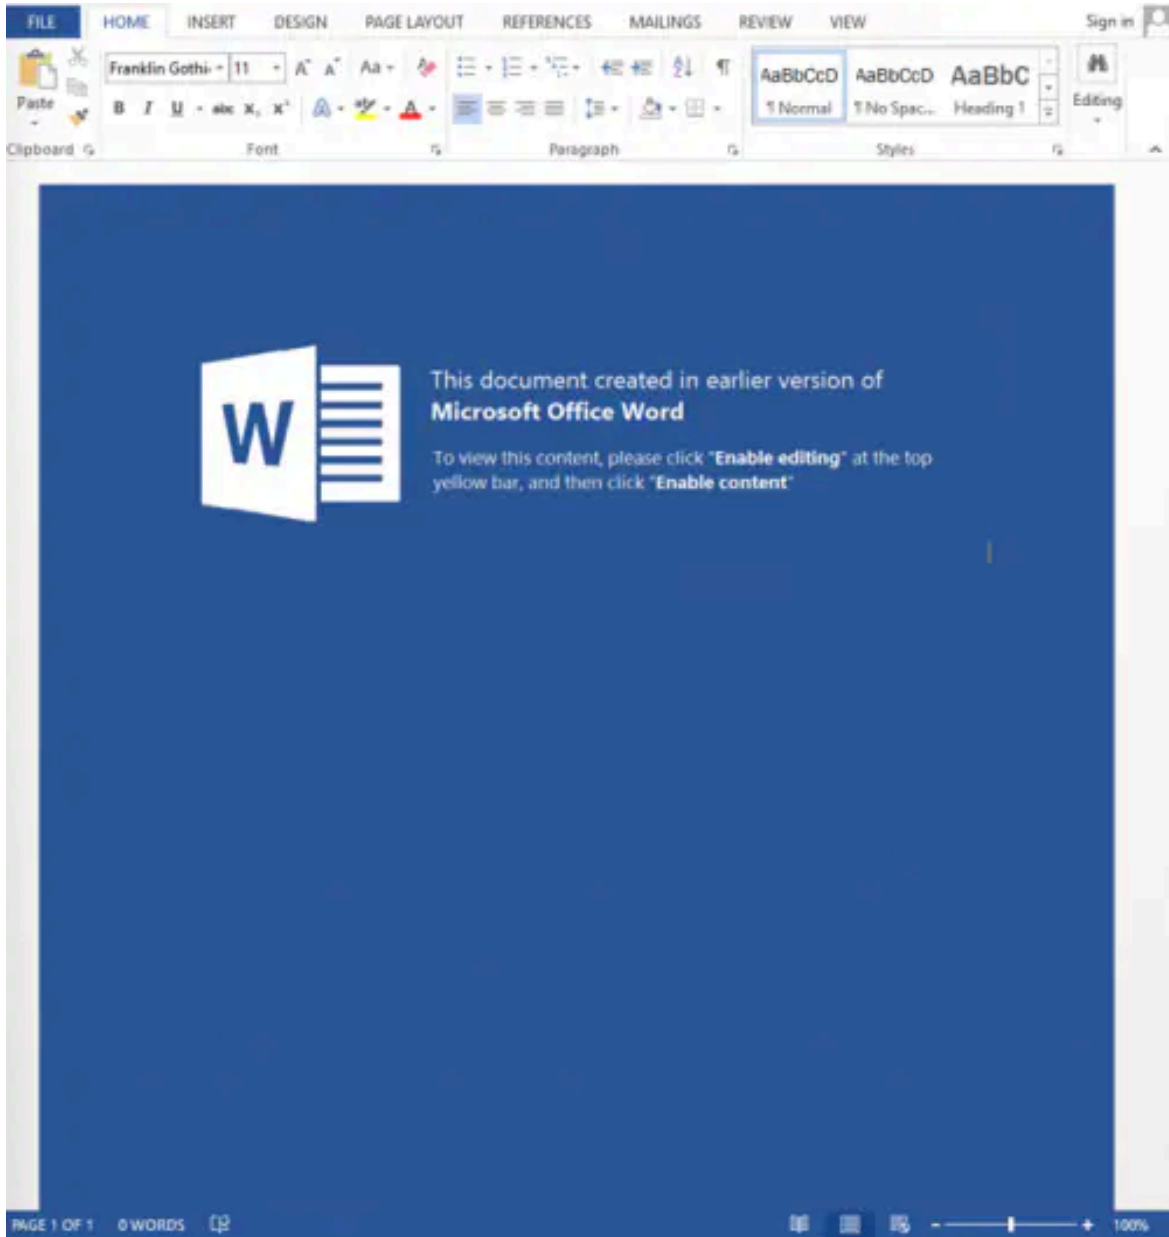 FILE HOME INSERT DESIGN PAGE LAYOUT REFERENCES MAILINGS REVIEW VIEW Sign in
Franklin Gothi 11 A A Aa
AaBbCcD AaBbCcD AaBbC
Paste
B I U abc X, X' A A
¶ Normal ¶ No Spac... Heading 1
Editing
Clipboard Font Paragraph Styles
W
This document created in earlier version of
Microsoft Office Word
To view this content, please click "Enable editing" at the top
yellow bar, and then click "Enable content"
PAGE 1 OF 1 0 WORDS 100%